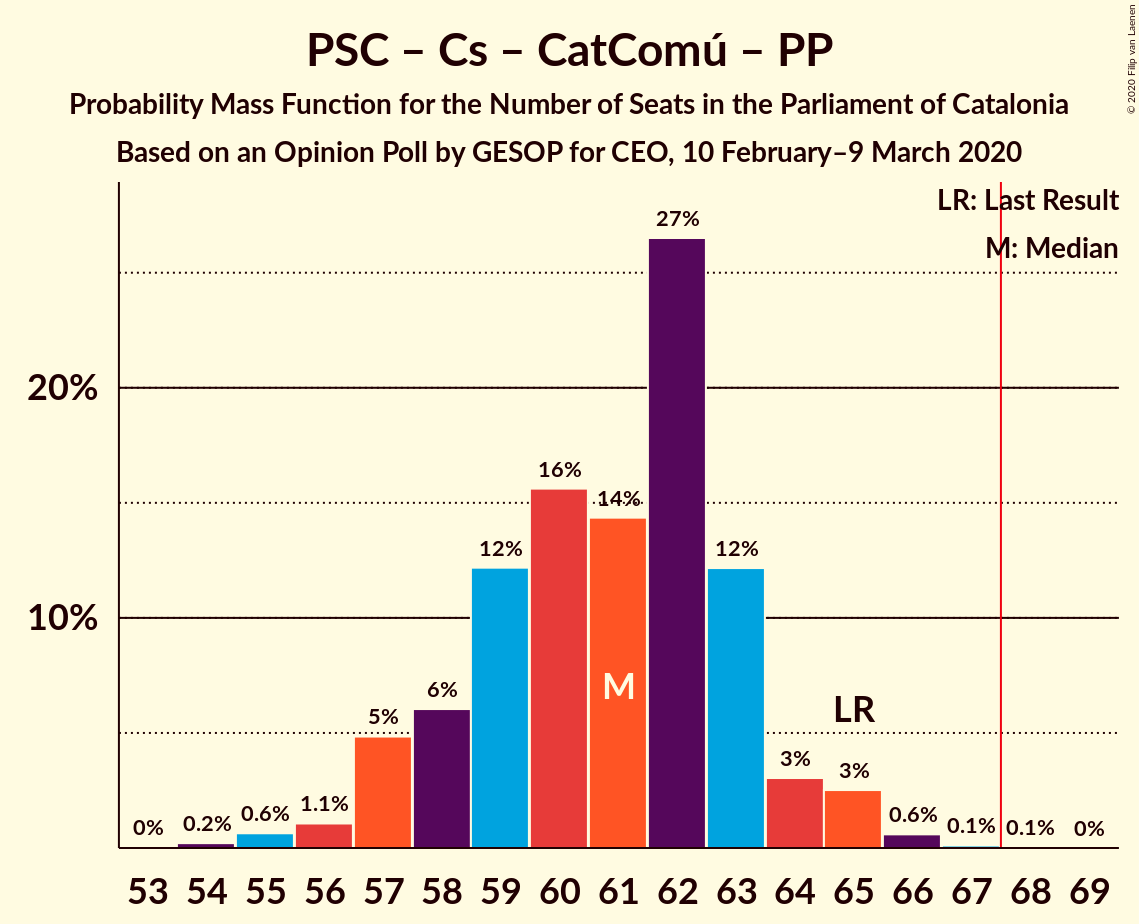 PSC – Cs – CatComú – PP
Probability Mass Function for the Number of Seats in the Parliament of Catalonia
Based on an Opinion Poll by GESOP for CEO, 10 February–9 March 2020
© 2020 Filip van Laenen
LR: Last Result
M: Median
27%
20%
16%
14%
12%
12%
10%
M
6%
LR
5%
3%
3%
1.1%
0.6%
0.6%
0% 0.2% 0.1% 0.1% 0%
53 54 55 56 57 58 59 60 61 62 63 64 65 66 67 68 69